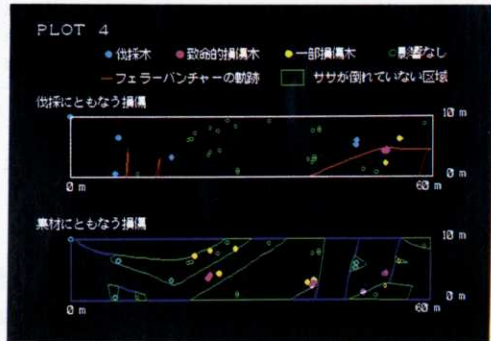 PLOT 4
●伐採木 ●致命的損傷木 ●一部損傷木 ○影響なし
フェラーバンチャーの軌跡 ササが倒れていない区域
伐採にともなう損傷
10 m
0 m
0 m 60 m
集材にともなう損傷
10 m
0 m
0 m 60 m